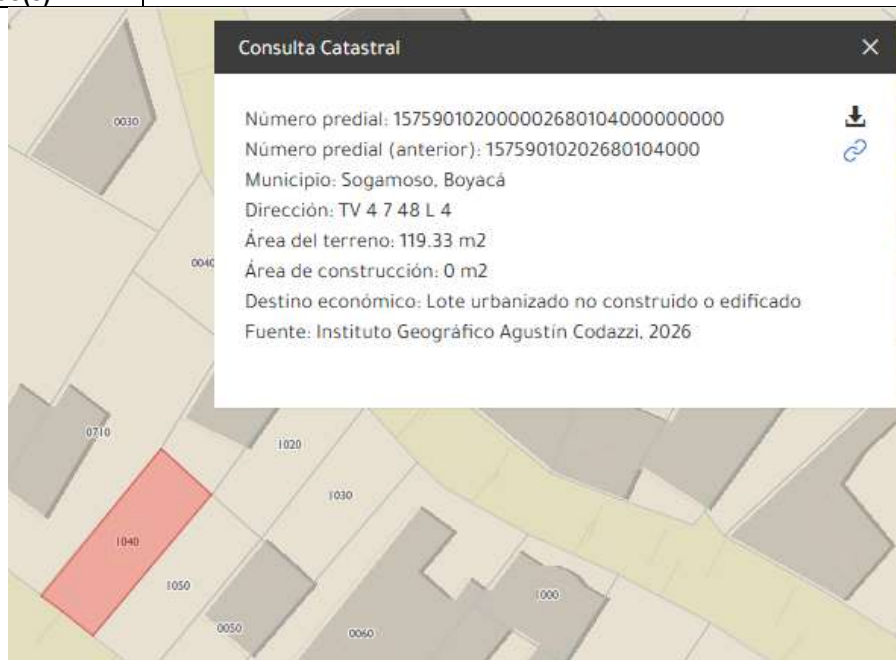 Consulta Catastral
Número predial: 157590102000002680104000000000
Número predial (anterior): 15759010202680104000
Municipio: Sogamoso, Boyacá
Dirección: TV 4 7 48 L 4
Área del terreno: 119.33 m2
Área de construcción: 0 m2
Destino económico: Lote urbanizado no construido o edificado
Fuente: Instituto Geográfico Agustín Codazzi, 2026
0030
0040
0710
1020
1030
1040
1050
1000
0050
0060